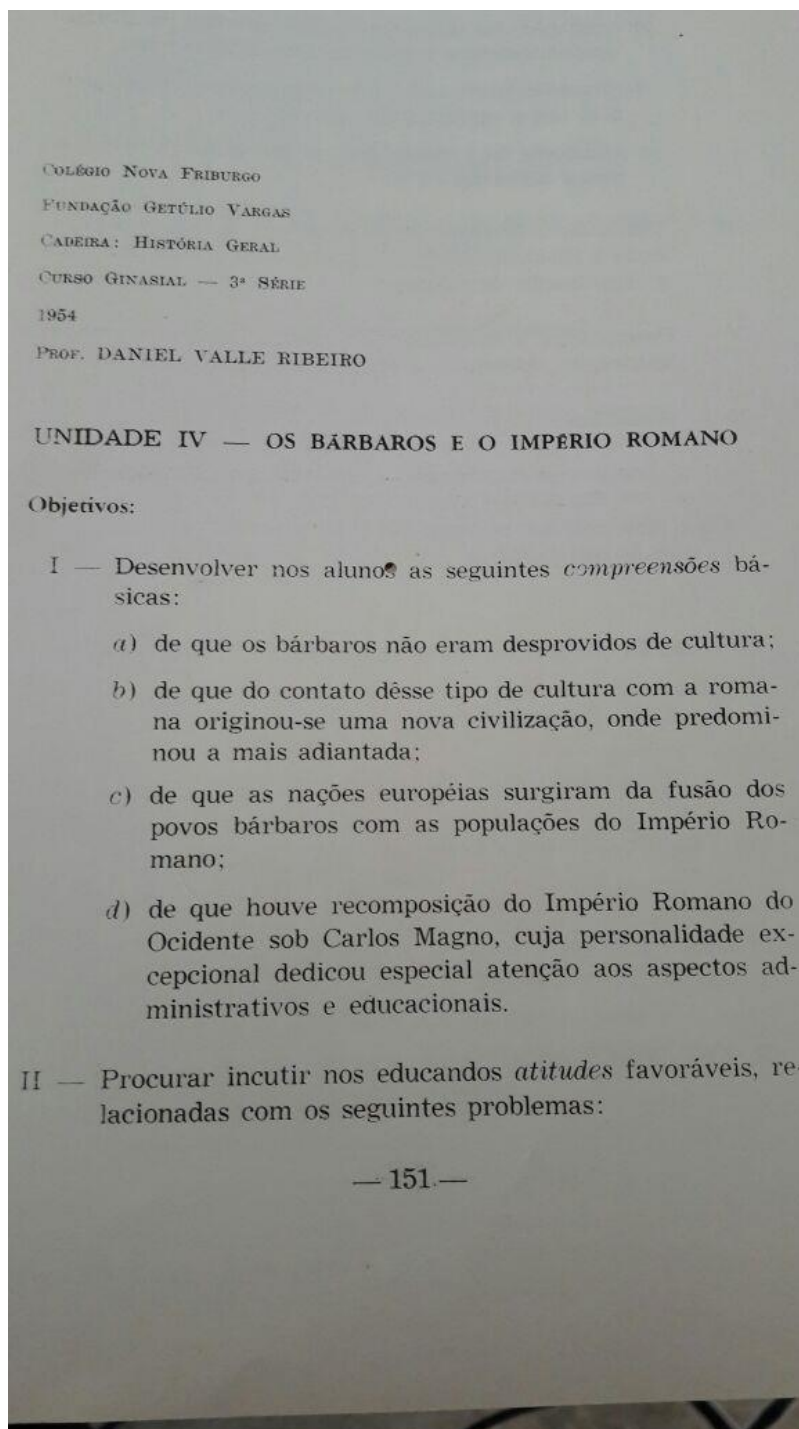 COLÉGIO NOVA FRIBURGO
FUNDAÇÃO GETÚLIO VARGAS
CADEIRA: HISTÓRIA GERAL
CURSO GINASIAL — 3ª SÉRIE
1954
PROF. DANIEL VALLE RIBEIRO
UNIDADE IV — OS BÁRBAROS E O IMPÉRIO ROMANO
Objetivos:
I — Desenvolver nos alunos as seguintes compreensões bá-
sicas:
a) de que os bárbaros não eram desprovidos de cultura;
b) de que do contato dêsse tipo de cultura com a roma-
na originou-se uma nova civilização, onde predomi-
nou a mais adiantada;
c) de que as nações européias surgiram da fusão dos
povos bárbaros com as populações do Império Ro-
mano;
d) de que houve recomposição do Império Romano do
Ocidente sob Carlos Magno, cuja personalidade ex-
cepcional dedicou especial atenção aos aspectos ad-
ministrativos e educacionais.
II — Procurar incutir nos educandos atitudes favoráveis, re-
lacionadas com os seguintes problemas:
— 151 —